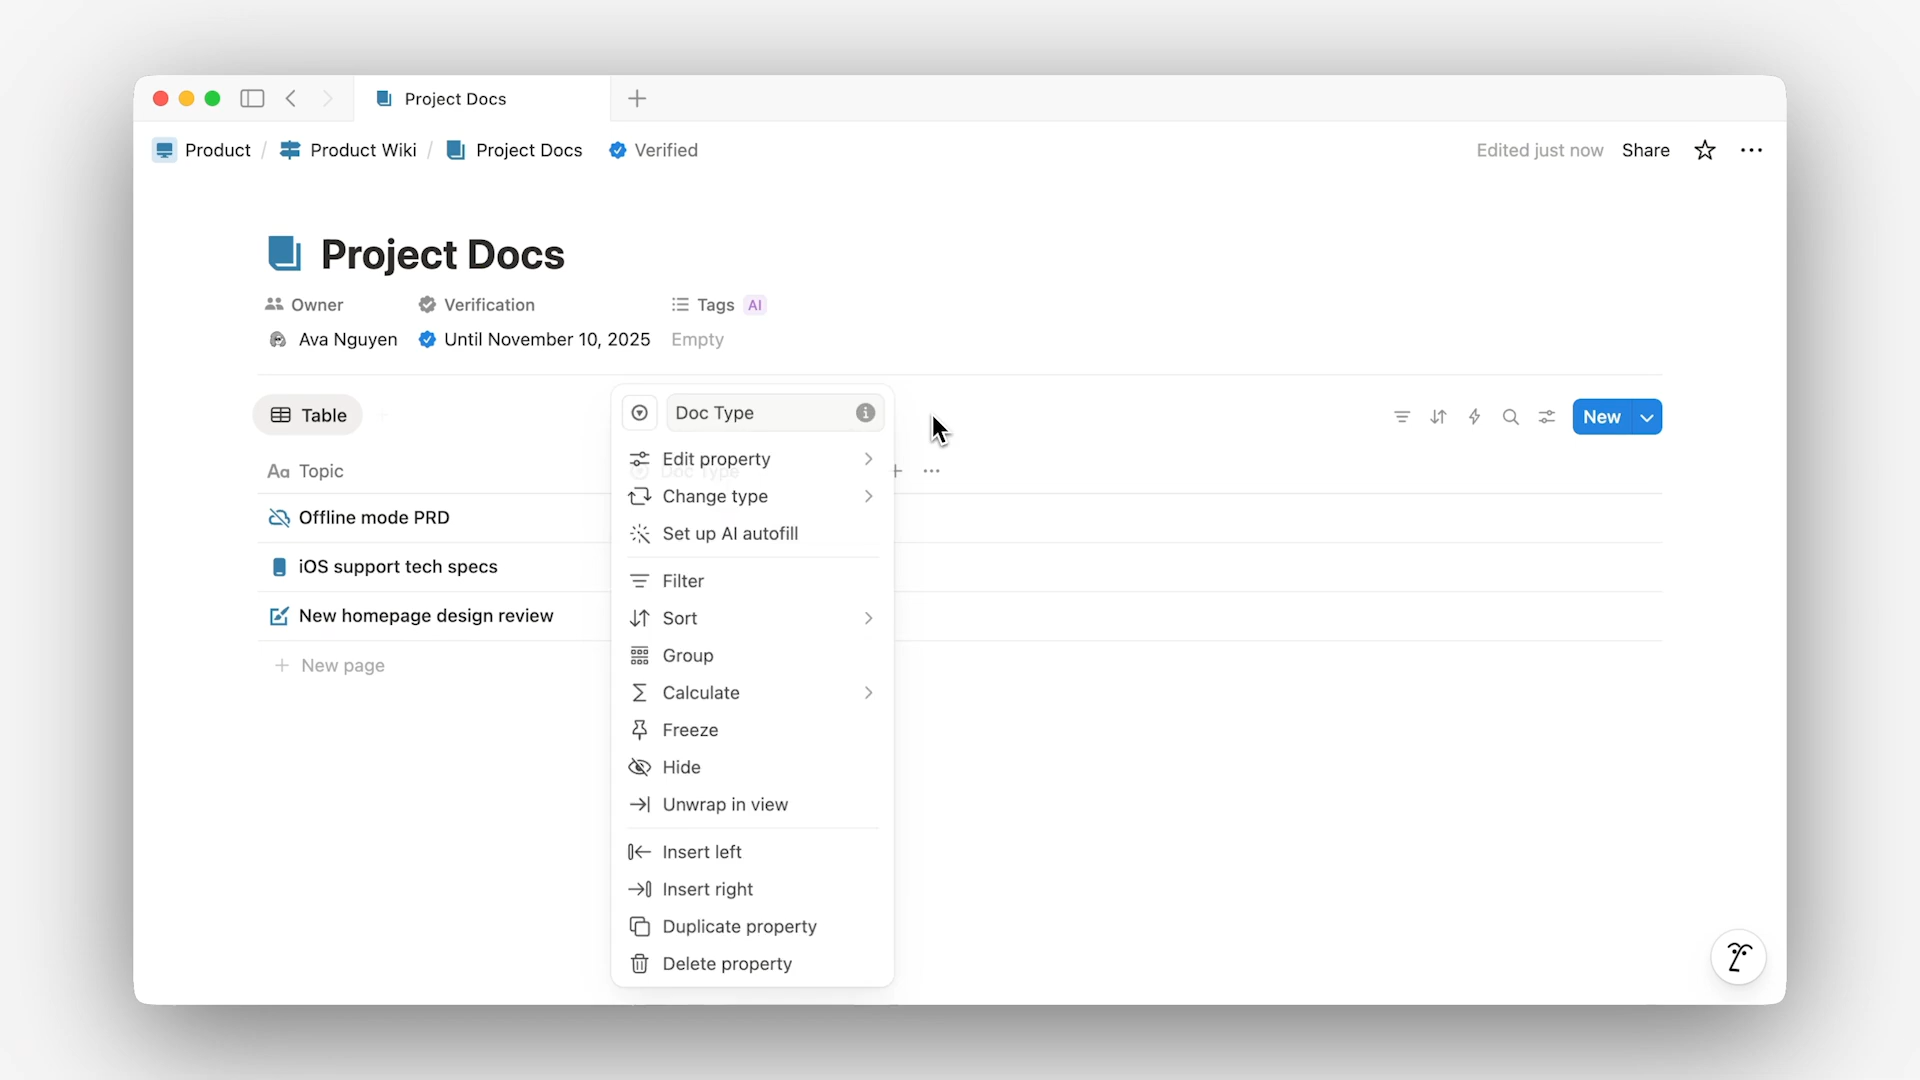 Project Docs
Product / Product Wiki / Project Docs Verified
Edited just now Share
Project Docs
Owner Verification Tags AI
Ava Nguyen Until November 10, 2025 Empty
Table
New
Aa Topic
Offline mode PRD
iOS support tech specs
New homepage design review
New page
Doc Type
Edit property
Doc Type
Change type
Set up AI autofill
Filter
Sort
Group
Calculate
Freeze
Hide
Unwrap in view
Insert left
Insert right
Duplicate property
Delete property